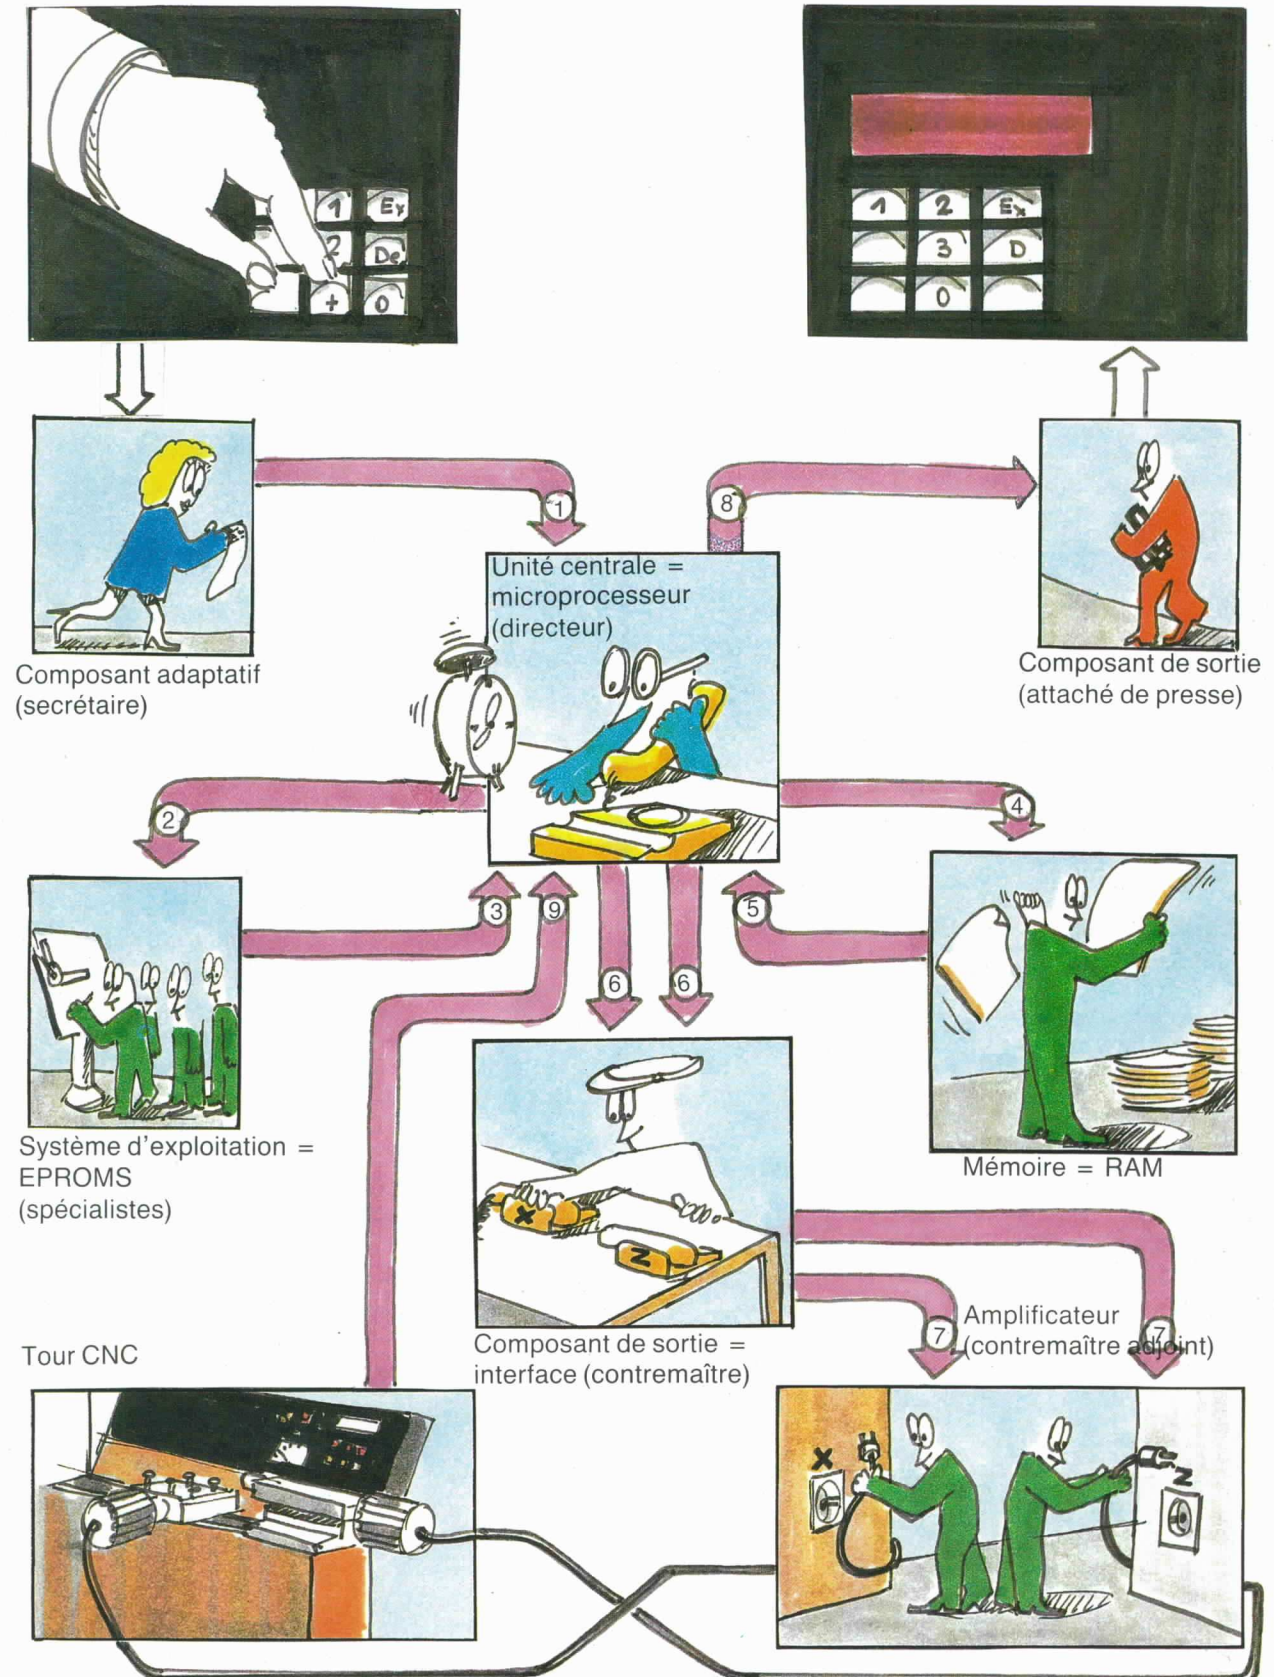 1 Ex
2 De
+ 0
1 2 Ex
3 D
0
1
8
Unité centrale =
microprocesseur
(directeur)
Composant adaptatif
(secrétaire)
Composant de sortie
(attaché de presse)
2
4
3
9
5
6
6
Système d'exploitation =
EPROMS
(spécialistes)
Mémoire = RAM
X
Z
7
7
Amplificateur
(contremaître adjoint)
Composant de sortie =
interface (contremaître)
Tour CNC
X
Z